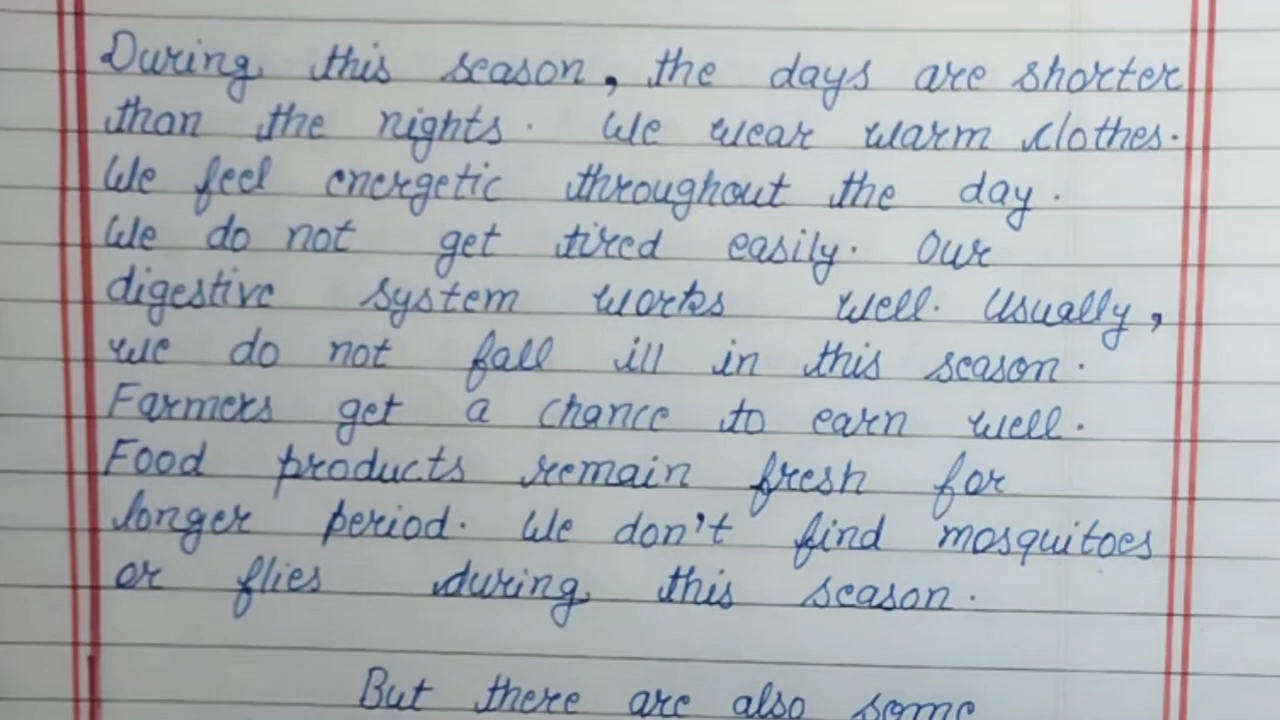 During this season, the days are shorter
than the nights. We wear warm clothes.
We feel energetic throughout the day.
We do not get tired easily. Our
digestive system works well. Usually,
we do not fall ill in this season.
Farmers get a chance to earn well.
Food products remain fresh for
longer period. We don't find mosquitoes
or flies during this season.
But there are also some